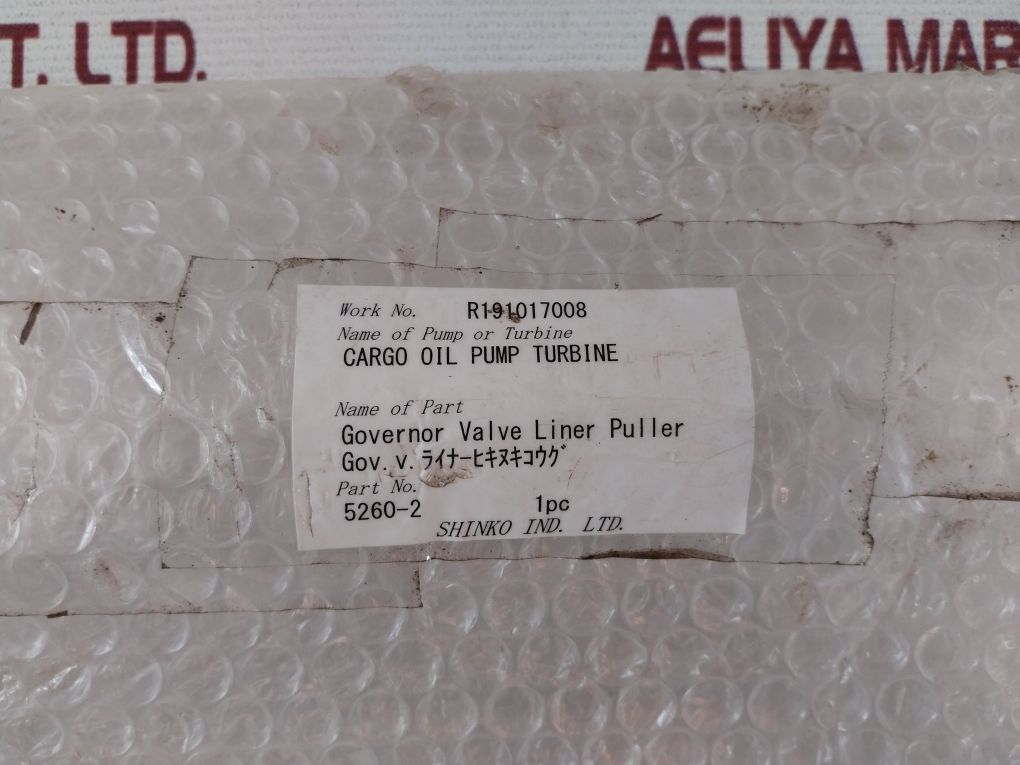 T. LTD.
AELIYA MAR
Work No. R191017008
Name of Pump or Turbine
CARGO OIL PUMP TURBINE
Name of Part
Governor Valve Liner Puller
Gov. v. ﾗｲﾅｰﾋｷﾇｷｺｳｸﾞ
Part No.
5260-2 1pc
SHINKO IND. LTD.